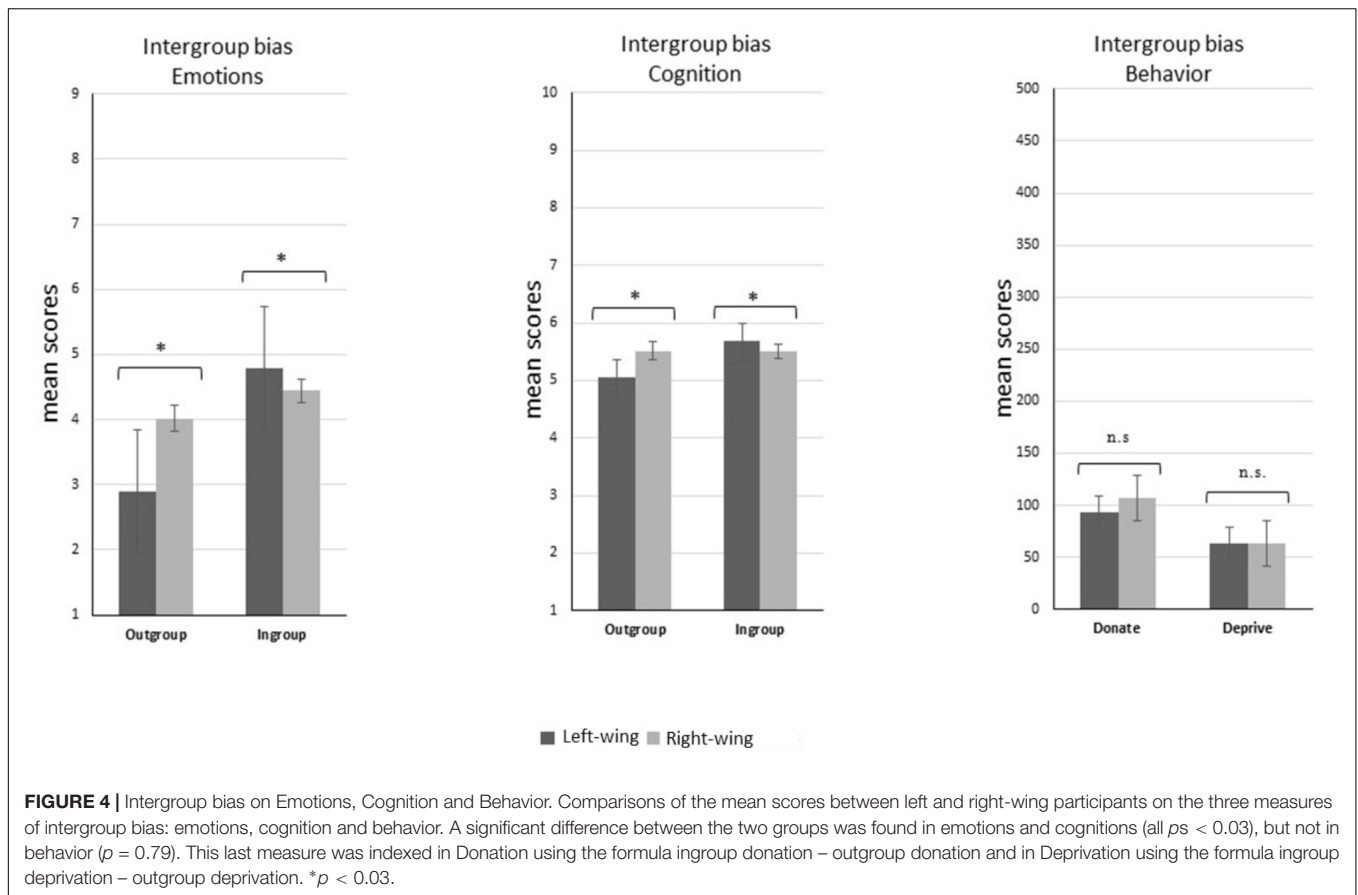 Intergroup bias
Emotions
9
8
7
6
5
4
3
2
1
mean scores
*
*
Outgroup
Ingroup
Intergroup bias
Cognition
10
9
8
7
6
5
4
3
2
1
mean scores
*
*
Outgroup
Ingroup
Intergroup bias
Behavior
500
450
400
350
300
250
200
150
100
50
0
mean scores
n.s
n.s.
Donate
Deprive
Left-wing
Right-wing
FIGURE 4 | Intergroup bias on Emotions, Cognition and Behavior. Comparisons of the mean scores between left and right-wing participants on the three measures
of intergroup bias: emotions, cognition and behavior. A significant difference between the two groups was found in emotions and cognitions (all ps < 0.03), but not in
behavior (p = 0.79). This last measure was indexed in Donation using the formula ingroup donation – outgroup donation and in Deprivation using the formula ingroup
deprivation – outgroup deprivation. *p < 0.03.